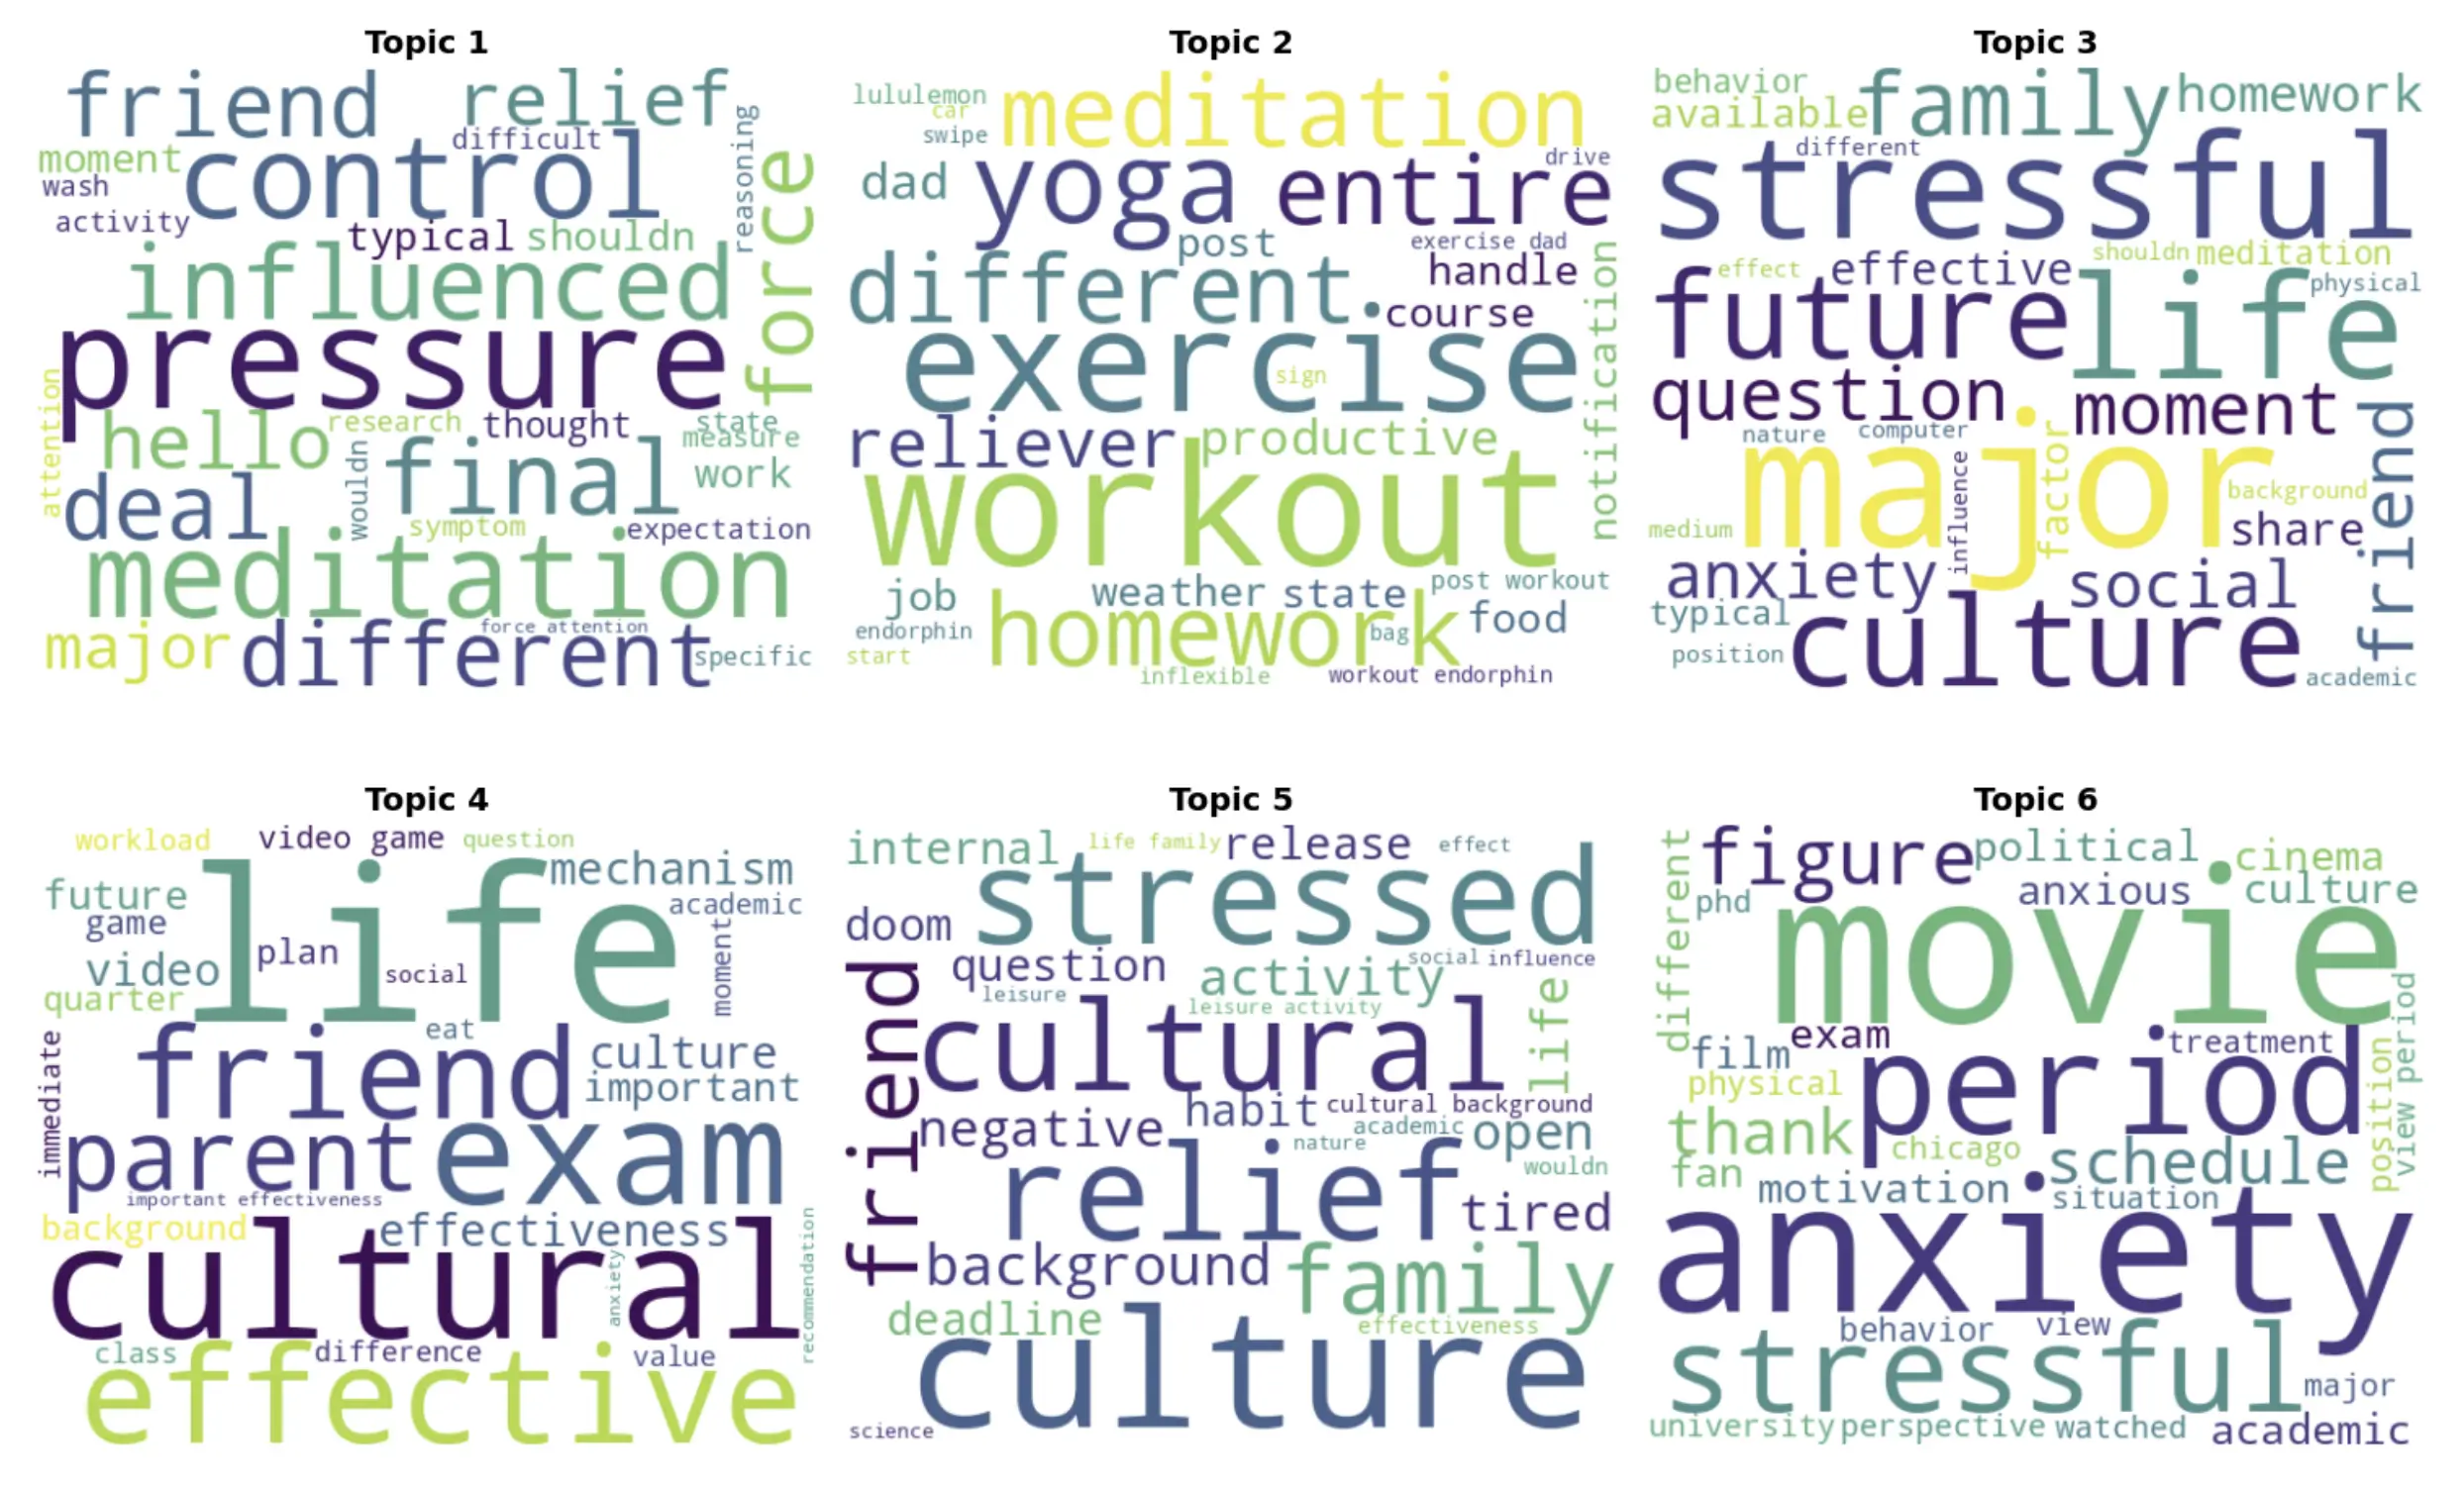 Topic 1
friend
relief
difficult
reasoning
moment
control
force
wash
activity
typical
shouldn
influenced
pressure
attention
hello
research
thought
state
measure
wouldn
final
work
deal
symptom
expectation
meditation
major
different
force attention
specific
Topic 2
lululemon
car
swipe
meditation
dad
yoga
entire
drive
post
exercise dad
different
handle
course
notification
exercise
sign
reliever
productive
workout
job
weather
state
post workout
endorphin
homework
bag
food
start
inflexible
workout endorphin
Topic 3
behavior
available
family
homework
different
stressful
shouldn
meditation
effect
effective
physical
future
life
question
moment
friend
nature
computer
major
influence
factor
background
medium
share
anxiety
social
typical
culture
position
academic
Topic 4
workload
video game
question
life
mechanism
future
academic
game
plan
moment
video
social
quarter
eat
immediate
friend
culture
important
parent
exam
important effectiveness
background
effectiveness
recommendation
cultural
anxiety
class
difference
value
effective
Topic 5
internal
life family
release
effect
stressed
doom
friend
question
activity
social influence
leisure
leisure activity
life
cultural
habit
cultural background
negative
academic
open
nature
wouldn
relief
tired
background
family
deadline
effectiveness
culture
science
Topic 6
different
figure
political
cinema
phd
anxious
culture
movie
exam
film
period
treatment
view period
physical
position
thank
chicago
schedule
fan
motivation
situation
anxiety
behavior
view
stressful
major
university
perspective
watched
academic